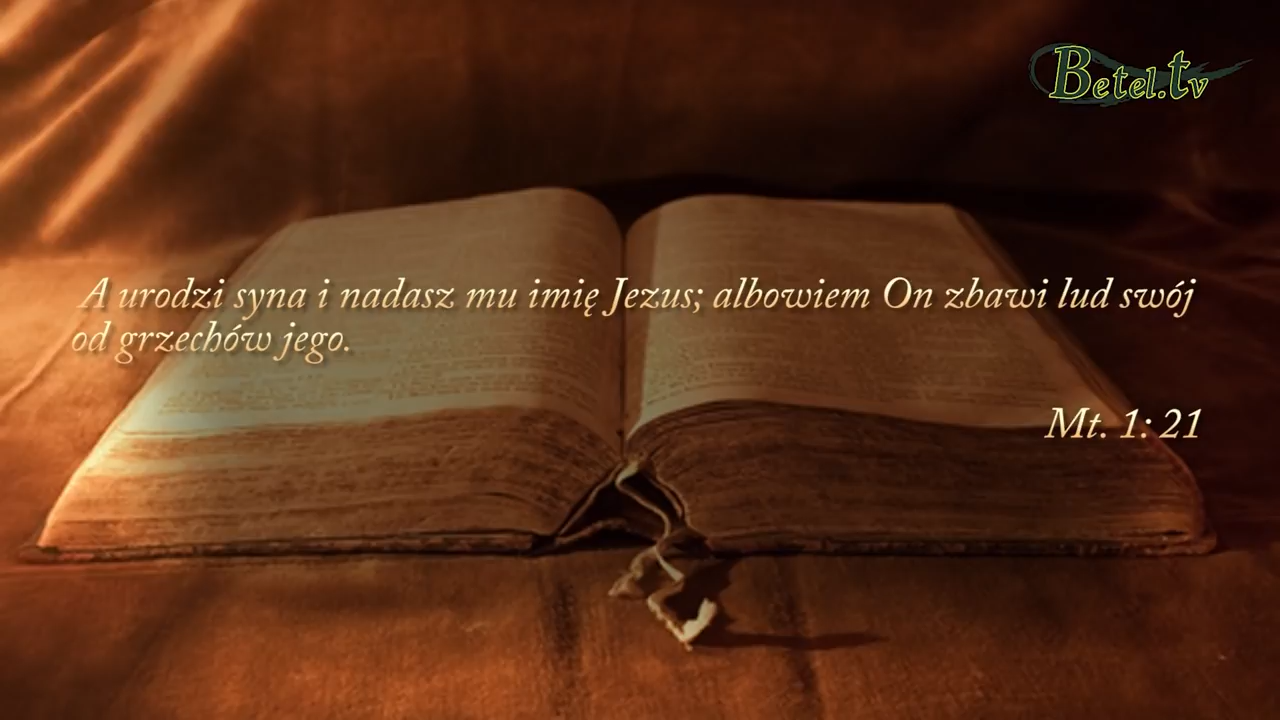 Betel.tv
A urodzi syna i nadasz mu imię Jezus; albowiem On zbawi lud swój
od grzechów jego.
Mt. 1: 21